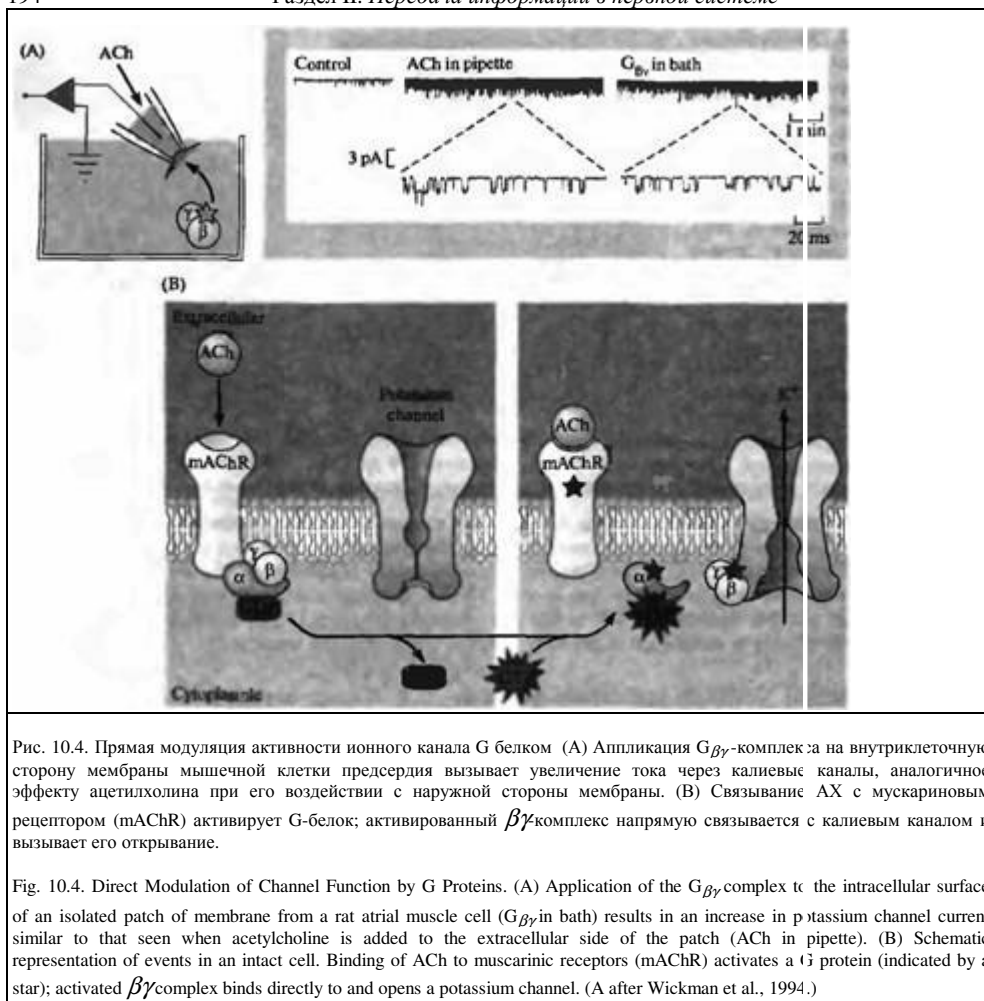 Раздел II. Передача информации в нервной системе
(A)
ACh
γ
β
Control
ACh in pipette
Gβγ in bath
1 min
3 pA
20 ms
(B)
Extracellular
ACh
mAChR
Potassium
channel
γ
β
α
Cytoplasmic
ACh
mAChR
α
γ
β
K+
Рис. 10.4. Прямая модуляция активности ионного канала G белком (A) Аппликация Gβγ-комплекса на внутриклеточную
сторону мембраны мышечной клетки предсердия вызывает увеличение тока через калиевые каналы, аналогичное
эффекту ацетилхолина при его воздействии с наружной стороны мембраны. (B) Связывание АХ с мускариновым
рецептором (mAChR) активирует G-белок; активированный βγкомплекс напрямую связывается с калиевым каналом и
вызывает его открывание.
Fig. 10.4. Direct Modulation of Channel Function by G Proteins. (A) Application of the Gβγ complex to the intracellular surface
of an isolated patch of membrane from a rat atrial muscle cell (Gβγ in bath) results in an increase in potassium channel current
similar to that seen when acetylcholine is added to the extracellular side of the patch (ACh in pipette). (B) Schematic
representation of events in an intact cell. Binding of ACh to muscarinic receptors (mAChR) activates a G protein (indicated by a
star); activated βγcomplex binds directly to and opens a potassium channel. (A after Wickman et al., 1994.)